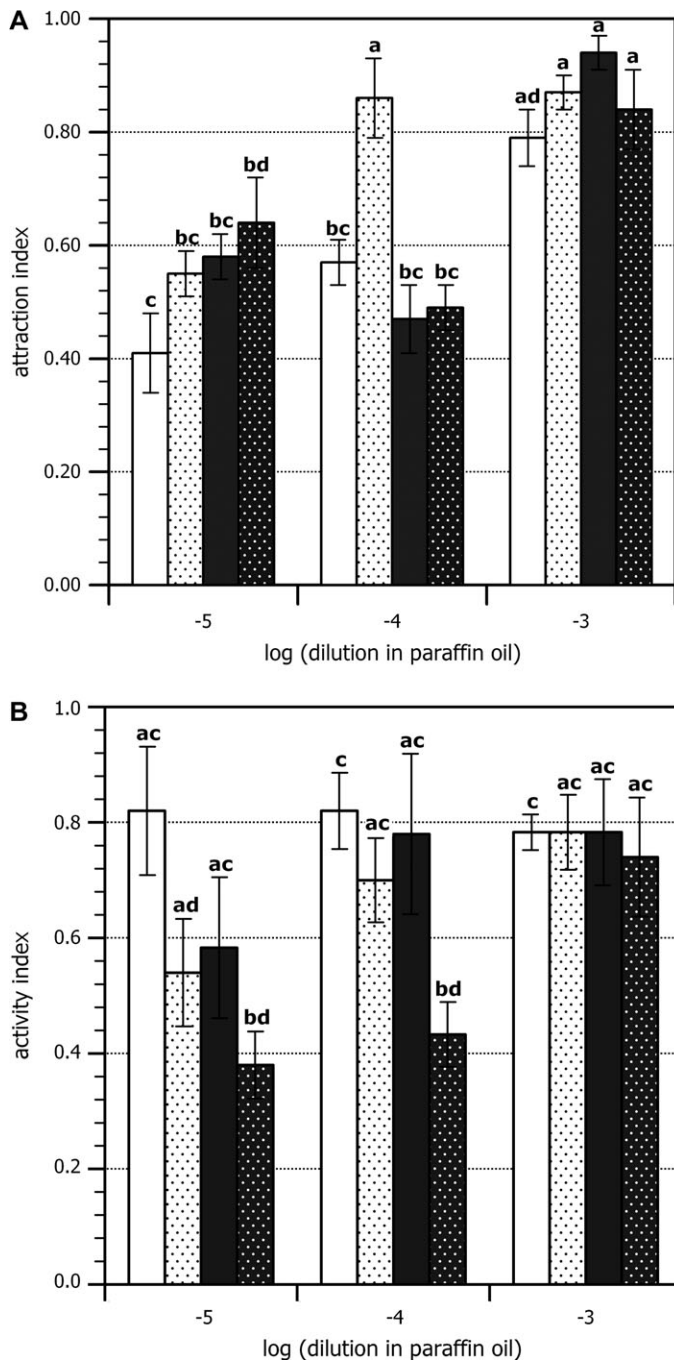 A
1.00
0.80
0.60
0.40
0.20
0.00
attraction index
c
bc
bc
bd
bc
a
bc
bc
ad
a
a
a
-5
-4
-3
log (dilution in paraffin oil)
B
1.0
0.8
0.6
0.4
0.2
0.0
activity index
ac
ad
ac
bd
c
ac
ac
bd
c
ac
ac
ac
-5
-4
-3
log (dilution in paraffin oil)